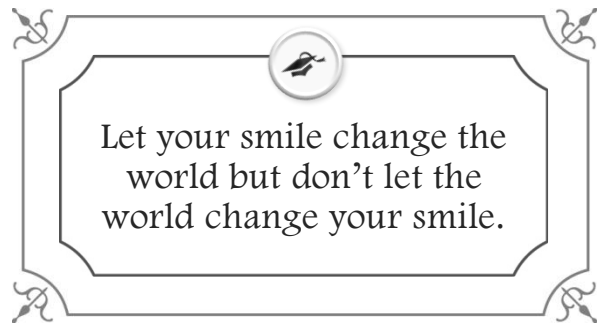 Let your smile change the
world but don’t let the
world change your smile.